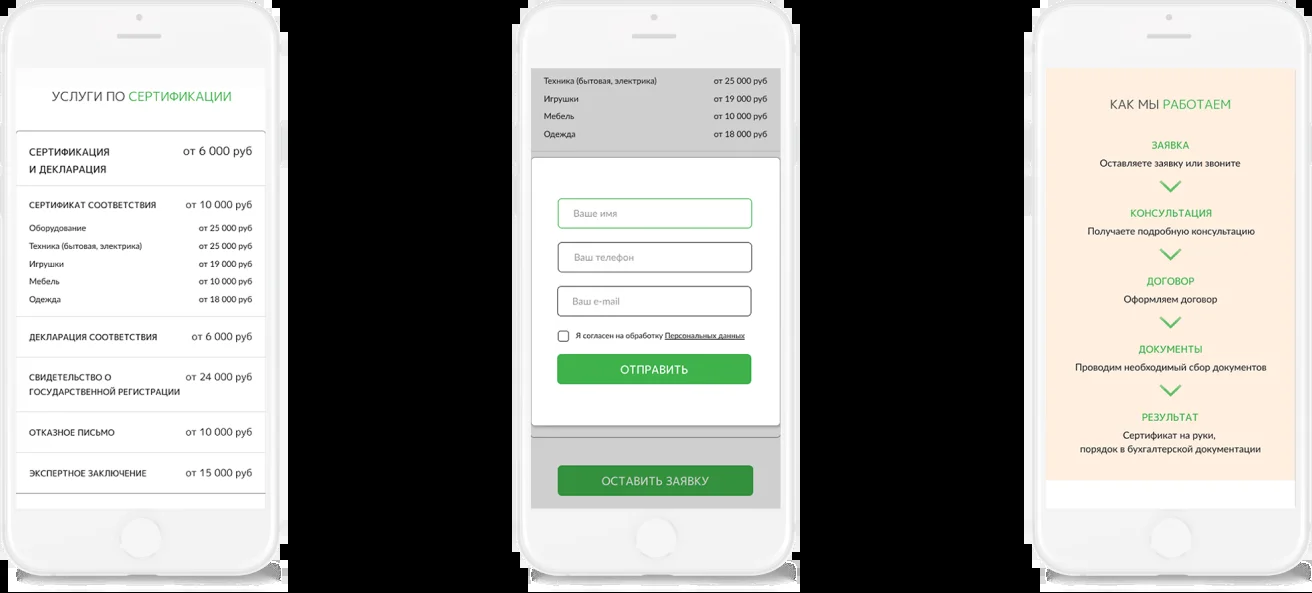 УСЛУГИ ПО СЕРТИФИКАЦИИ
СЕРТИФИКАЦИЯ от 6 000 руб
И ДЕКЛАРАЦИЯ
СЕРТИФИКАТ СООТВЕТСТВИЯ от 10 000 руб
Оборудование от 25 000 руб
Техника (бытовая, электрика) от 25 000 руб
Игрушки от 19 000 руб
Мебель от 10 000 руб
Одежда от 18 000 руб
ДЕКЛАРАЦИЯ СООТВЕТСТВИЯ от 6 000 руб
СВИДЕТЕЛЬСТВО О от 24 000 руб
ГОСУДАРСТВЕННОЙ РЕГИСТРАЦИИ
ОТКАЗНОЕ ПИСЬМО от 10 000 руб
ЭКСПЕРТНОЕ ЗАКЛЮЧЕНИЕ от 15 000 руб
Техника (бытовая, электрика) от 25 000 руб
Игрушки от 19 000 руб
Мебель от 10 000 руб
Одежда от 18 000 руб
Ваше имя
Ваш телефон
Ваш e-mail
Я согласен на обработку Персональных данных
ОТПРАВИТЬ
ОСТАВИТЬ ЗАЯВКУ
КАК МЫ РАБОТАЕМ
ЗАЯВКА
Оставляете заявку или звоните
КОНСУЛЬТАЦИЯ
Получаете подробную консультацию
ДОГОВОР
Оформляем договор
ДОКУМЕНТЫ
Проводим необходимый сбор документов
РЕЗУЛЬТАТ
Сертификат на руки,
порядок в бухгалтерской документации